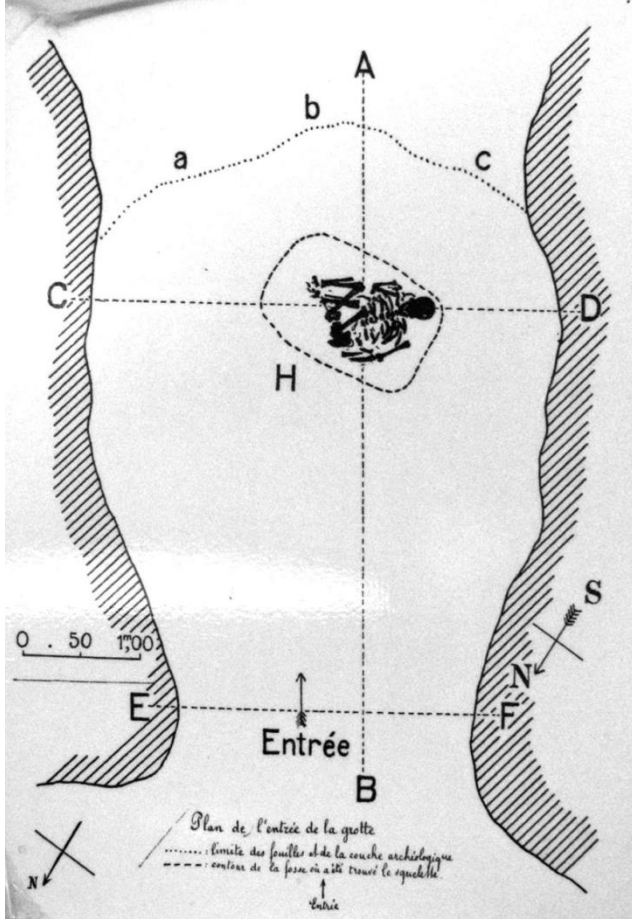 A
b
a
c
C
D
H
S
0 . 50 1m,00
N
E
F
Entrée
B
Plan de l'entrée de la grotte
........ : limite des fouilles et de la couche archéologique
------- : contour de la fosse où a été trouvé le squelette.
N
Entrée